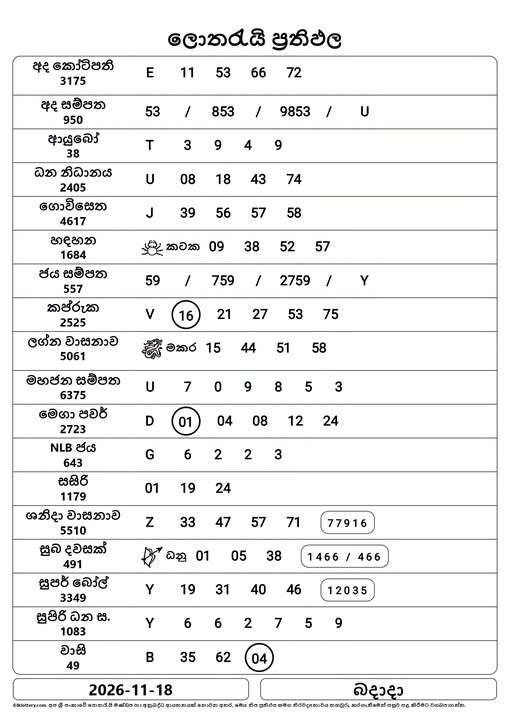 ලොතරැයි ප්‍රතිඵල
අද කෝටිපති
3175
E 11 53 66 72
අද සම්පත
950
53 / 853 / 9853 / U
ආයුබෝ
38
T 3 9 4 9
ධන නිධානය
2405
U 08 18 43 74
ගොවිසෙත
4617
J 39 56 57 58
හඳහන
1684
කටක 09 38 52 57
ජය සම්පත
557
59 / 759 / 2759 / Y
කප්රුක
2525
V 16 21 27 53 75
ලග්න වාසනාව
5061
මකර 15 44 51 58
මහජන සම්පත
6375
U 7 0 9 8 5 3
මෙගා පවර්
2723
D 01 04 08 12 24
NLB ජය
643
G 6 2 2 3
සසිරි
1179
01 19 24
ශනිදා වාසනාව
5510
Z 33 47 57 71 77916
සුබ දවසක්
491
ධනු 01 05 38 1466 / 466
සුපර් බෝල්
3349
Y 19 31 40 46 12035
සුපිරි ධන ස.
1083
Y 6 6 2 7 5 9
වාසි
49
B 35 62 04
2026-11-18 බදාදා